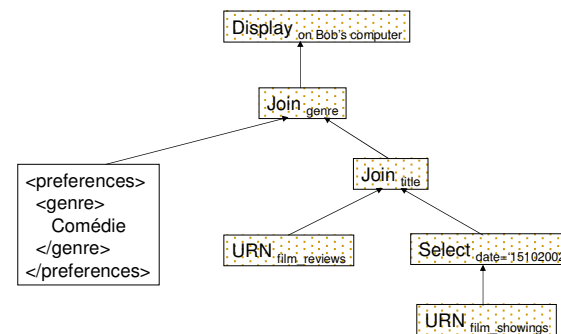 Display on Bob's computer
Join genre
Join title
<preferences>
<genre>
Comédie
</genre>
</preferences>
URN film_reviews
Select date="15102002
URN film_showings